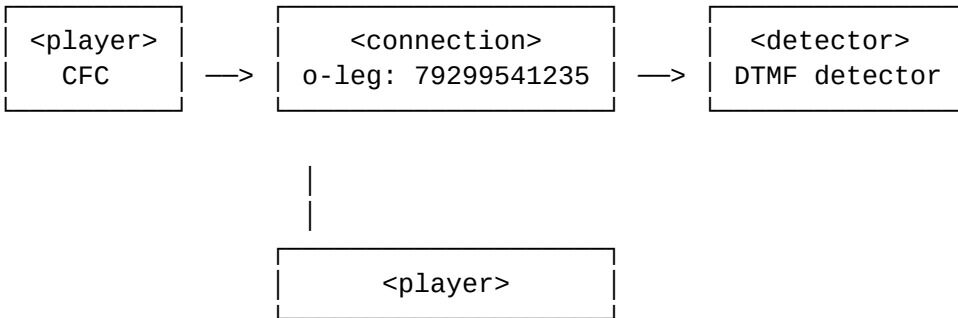 <player> <connection> <detector>
CFC ——> o-leg: 79299541235 ——> DTMF detector
<player>